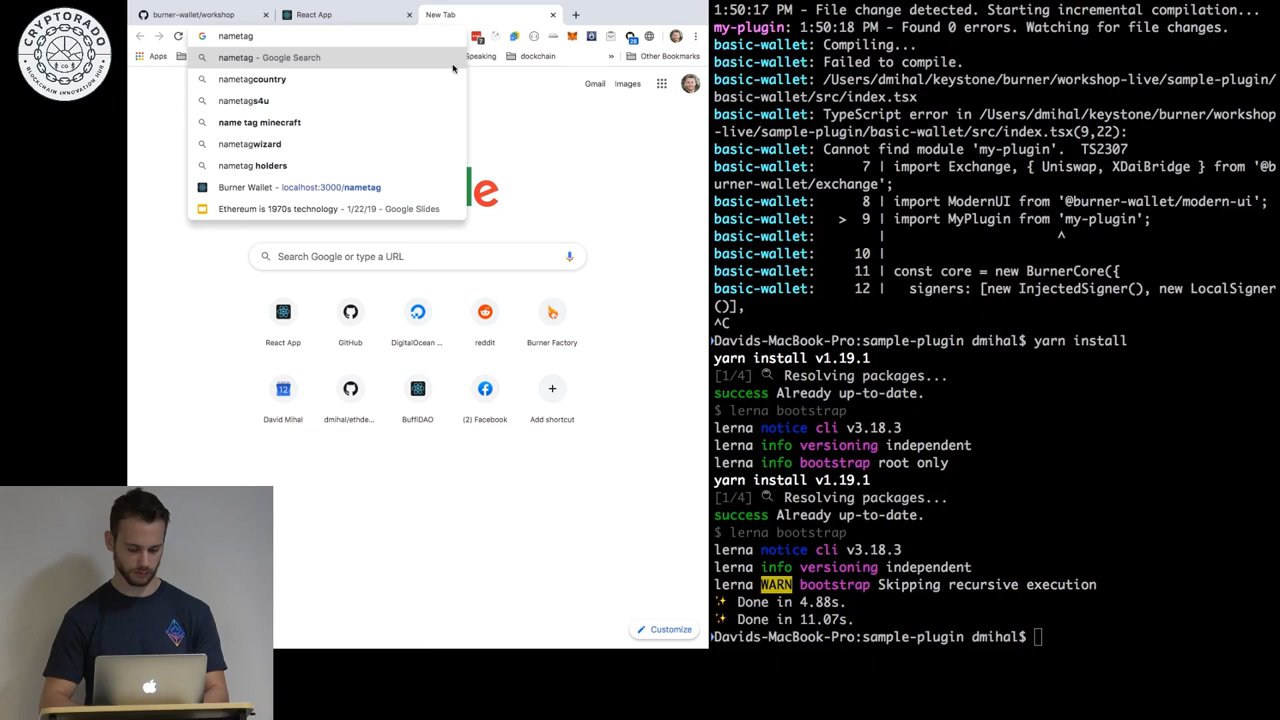 CRYPTORADO
BLOCKCHAIN INNOVATION HUB
CO
burner-wallet/workshop
React App
New Tab
nametag
7
28
Apps
Speaking
dockchain
»
Other Bookmarks
nametag - Google Search
nametagcountry
nametags4u
name tag minecraft
nametagwizard
nametag holders
Burner Wallet - localhost:3000/nametag
Ethereum is 1970s technology - 1/22/19 - Google Slides
Gmail Images
Search Google or type a URL
React App
GitHub
DigitalOcean ...
reddit
Burner Factory
12
David Mihal
dmihal/ethde...
BuffiDAO
(2) Facebook
Add shortcut
Customize
1:50:17 PM - File change detected. Starting incremental compilation...
my-plugin: 1:50:18 PM - Found 0 errors. Watching for file changes.
basic-wallet: Compiling...
basic-wallet: Failed to compile.
basic-wallet: /Users/dmihal/keystone/burner/workshop-live/sample-plugin/
basic-wallet/src/index.tsx
basic-wallet: TypeScript error in /Users/dmihal/keystone/burner/workshop
-live/sample-plugin/basic-wallet/src/index.tsx(9,22):
basic-wallet: Cannot find module 'my-plugin'. TS2307
basic-wallet: 7 | import Exchange, { Uniswap, XDaiBridge } from '@b
urner-wallet/exchange';
basic-wallet: 8 | import ModernUI from '@burner-wallet/modern-ui';
basic-wallet: > 9 | import MyPlugin from 'my-plugin';
basic-wallet: | ^
basic-wallet: 10 |
basic-wallet: 11 | const core = new BurnerCore({
basic-wallet: 12 | signers: [new InjectedSigner(), new LocalSigner
()],
^C
Davids-MacBook-Pro:sample-plugin dmihal$ yarn install
yarn install v1.19.1
[1/4] 🔍 Resolving packages...
success Already up-to-date.
$ lerna bootstrap
lerna notice cli v3.18.3
lerna info versioning independent
lerna info bootstrap root only
yarn install v1.19.1
[1/4] 🔍 Resolving packages...
success Already up-to-date.
$ lerna bootstrap
lerna notice cli v3.18.3
lerna info versioning independent
lerna WARN bootstrap Skipping recursive execution
✨ Done in 4.88s.
✨ Done in 11.07s.
Davids-MacBook-Pro:sample-plugin dmihal$